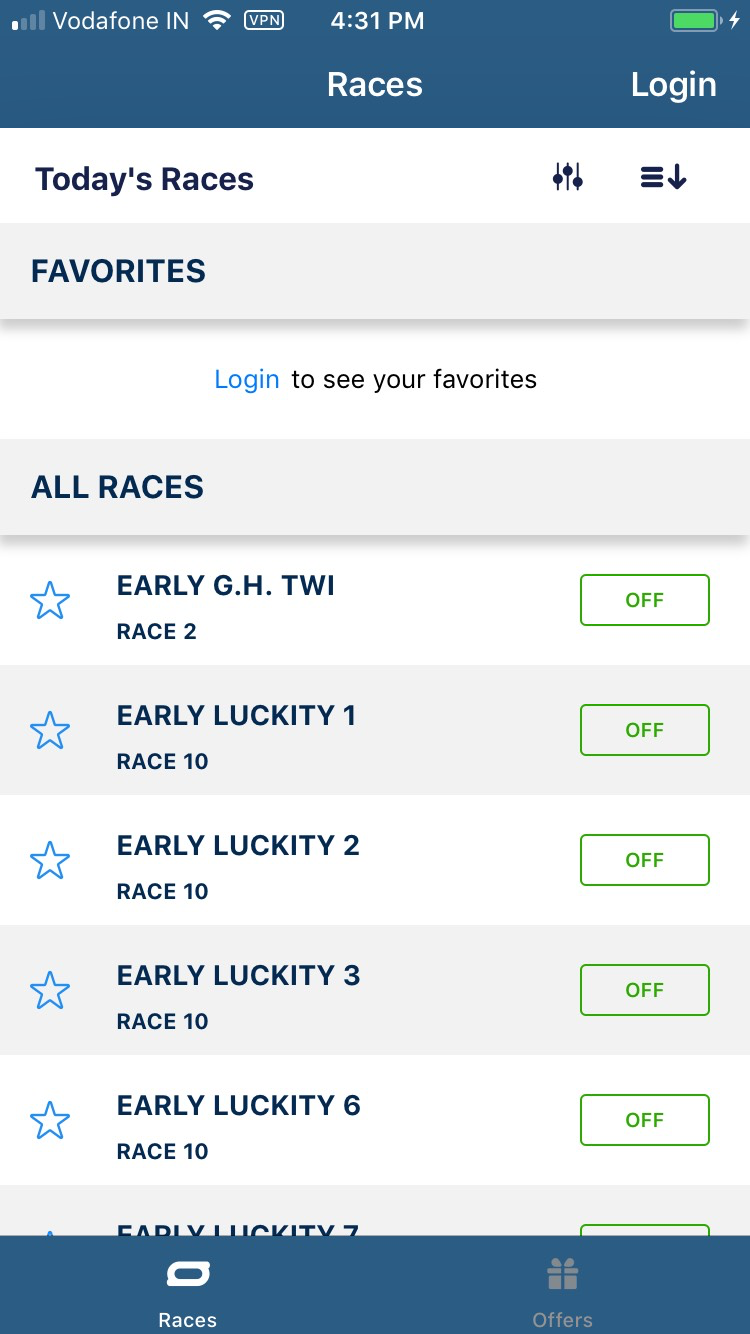 Vodafone IN VPN 4:31 PM
Races Login
Today's Races
FAVORITES
Login to see your favorites
ALL RACES
EARLY G.H. TWI
OFF
RACE 2
EARLY LUCKITY 1
OFF
RACE 10
EARLY LUCKITY 2
OFF
RACE 10
EARLY LUCKITY 3
OFF
RACE 10
EARLY LUCKITY 6
OFF
RACE 10
EARLY LUCKITY 7
Races Offers